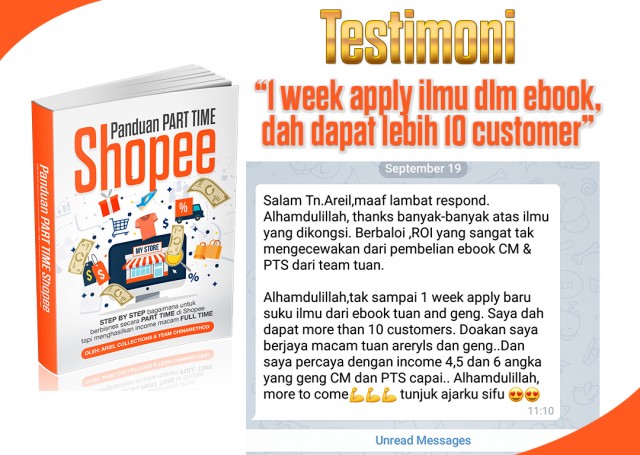 Testimoni
“1 week apply ilmu dlm ebook,
dah dapat lebih 10 customer”
Panduan PART TIME
Shopee
MY STORE
STEP BY STEP bagaimana untuk
berbisnes secara PART TIME di Shopee
tapi menghasilkan income macam FULL TIME
OLEH: ARIEL COLLECTIONS & TEAM CHINAMETHOD
Panduan PART TIME Shopee
September 19
Salam Tn.Areil,maaf lambat respond.
Alhamdulillah, thanks banyak-banyak atas ilmu
yang dikongsi. Berbaloi ,ROI yang sangat tak
mengecewakan dari pembelian ebook CM &
PTS dari team tuan.
Alhamdulillah,tak sampai 1 week apply baru
suku ilmu dari ebook tuan and geng. Saya dah
dapat more than 10 customers. Doakan saya
berjaya macam tuan areryls dan geng..Dan
saya percaya dengan income 4,5 dan 6 angka
yang geng CM dan PTS capai.. Alhamdulillah,
more to come💪💪💪 tunjuk ajarku sifu 😍😍
11:10
Unread Messages